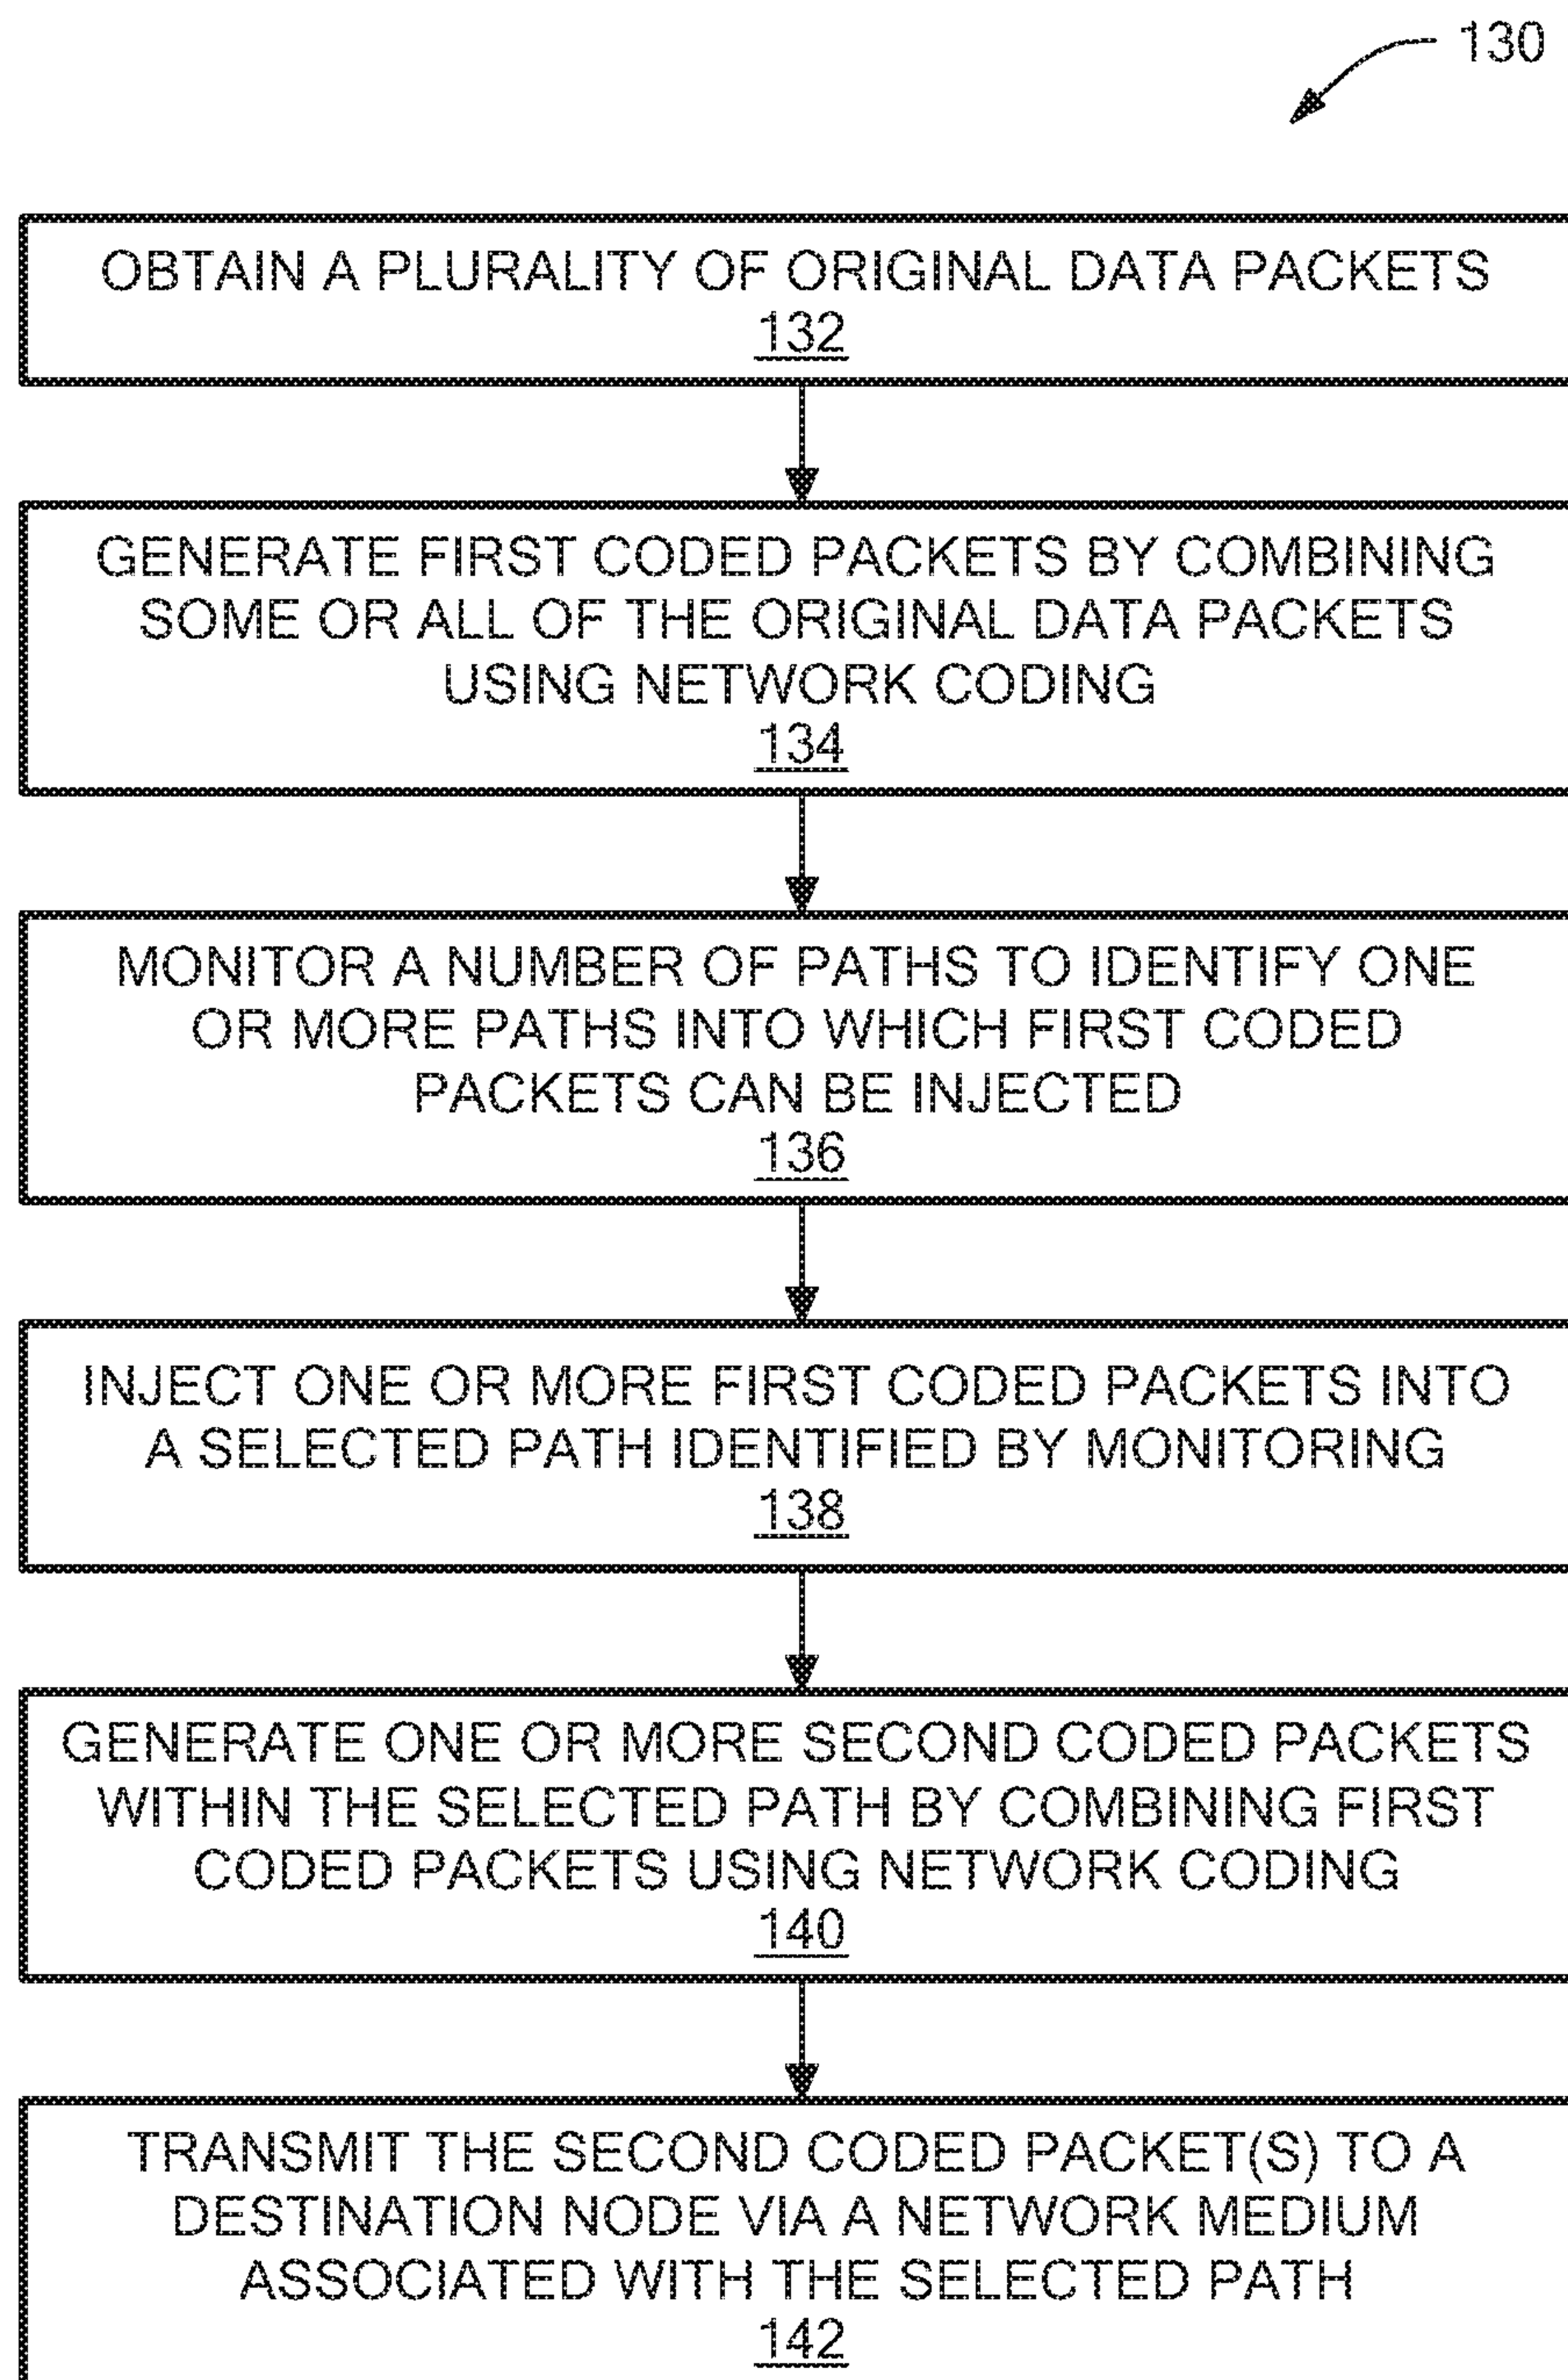 130
OBTAIN A PLURALITY OF ORIGINAL DATA PACKETS
132
GENERATE FIRST CODED PACKETS BY COMBINING
SOME OR ALL OF THE ORIGINAL DATA PACKETS
USING NETWORK CODING
134
MONITOR A NUMBER OF PATHS TO IDENTIFY ONE
OR MORE PATHS INTO WHICH FIRST CODED
PACKETS CAN BE INJECTED
136
INJECT ONE OR MORE FIRST CODED PACKETS INTO
A SELECTED PATH IDENTIFIED BY MONITORING
138
GENERATE ONE OR MORE SECOND CODED PACKETS
WITHIN THE SELECTED PATH BY COMBINING FIRST
CODED PACKETS USING NETWORK CODING
140
TRANSMIT THE SECOND CODED PACKET(S) TO A
DESTINATION NODE VIA A NETWORK MEDIUM
ASSOCIATED WITH THE SELECTED PATH
142